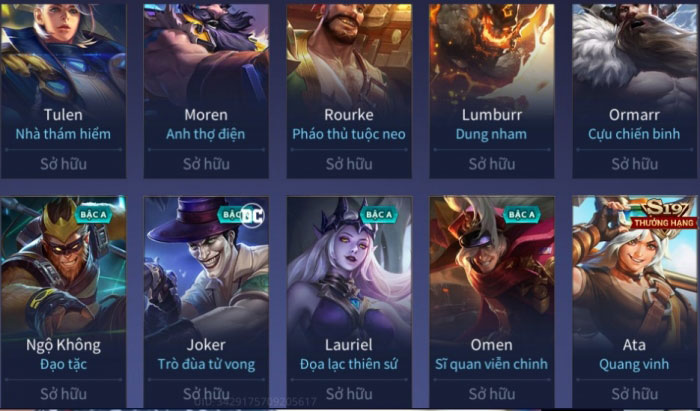 Tulen
Nhà thám hiểm
Sở hữu
Moren
Anh thợ điện
Sở hữu
Rourke
Pháo thủ tuộc neo
Sở hữu
Lumburr
Dung nham
Sở hữu
Ormarr
Cựu chiến binh
Sở hữu
BẬC A
Ngộ Không
Đạo tặc
Sở hữu
BẬC
DC
Joker
Trò đùa tử vong
Sở hữu
BẬC A
Lauriel
Đọa lạc thiên sứ
Sở hữu
BẬC A
Omen
Sĩ quan viễn chinh
Sở hữu
S19
THƯỞNG HẠNG
Ata
Quang vinh
Sở hữu
UID:3429175709205617